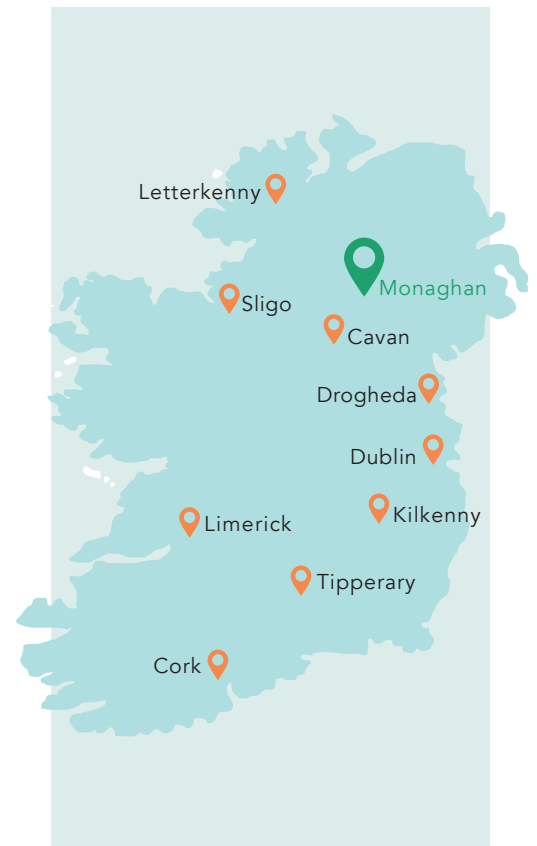 Letterkenny
Monaghan
Sligo
Cavan
Drogheda
Dublin
Kilkenny
Limerick
Tipperary
Cork